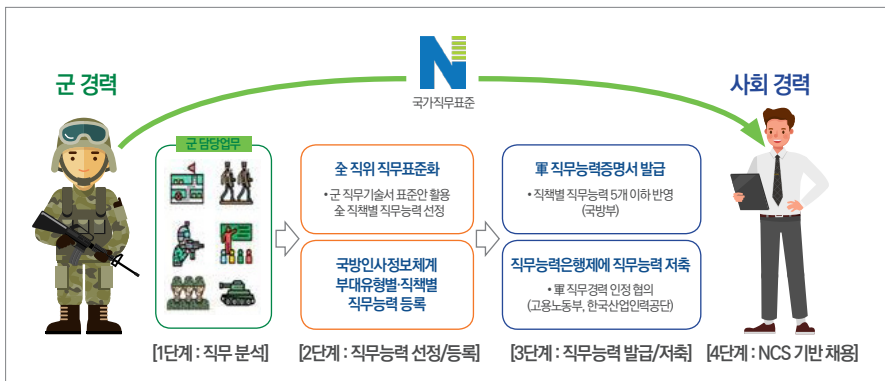 군 경력
국가직무표준
사회 경력
군 담당업무
全 직위 직무표준화
• 군 직무기술서 표준안 활용
全 직책별 직무능력 선정
국방인사정보체계
부대유형별·직책별
직무능력 등록
軍 직무능력증명서 발급
• 직책별 직무능력 5개 이하 반영
(국방부)
직무능력은행제에 직무능력 저축
• 軍 직무경력 인정 협의
(고용노동부, 한국산업인력공단)
[1단계 : 직무 분석]
[2단계 : 직무능력 선정/등록]
[3단계 : 직무능력 발급/저축]
[4단계 : NCS 기반 채용]